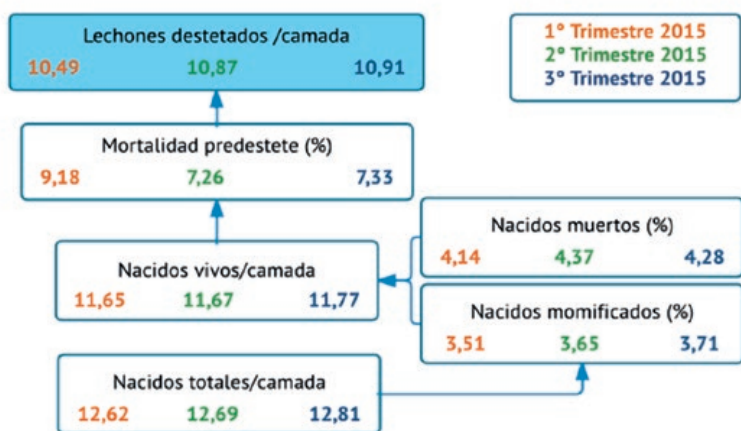 Lechones destetados /camada
10,49 10,87 10,91
1º Trimestre 2015
2º Trimestre 2015
3º Trimestre 2015
Mortalidad predestete (%)
9,18 7,26 7,33
Nacidos muertos (%)
4,14 4,37 4,28
Nacidos vivos/camada
11,65 11,67 11,77
Nacidos momificados (%)
3,51 3,65 3,71
Nacidos totales/camada
12,62 12,69 12,81